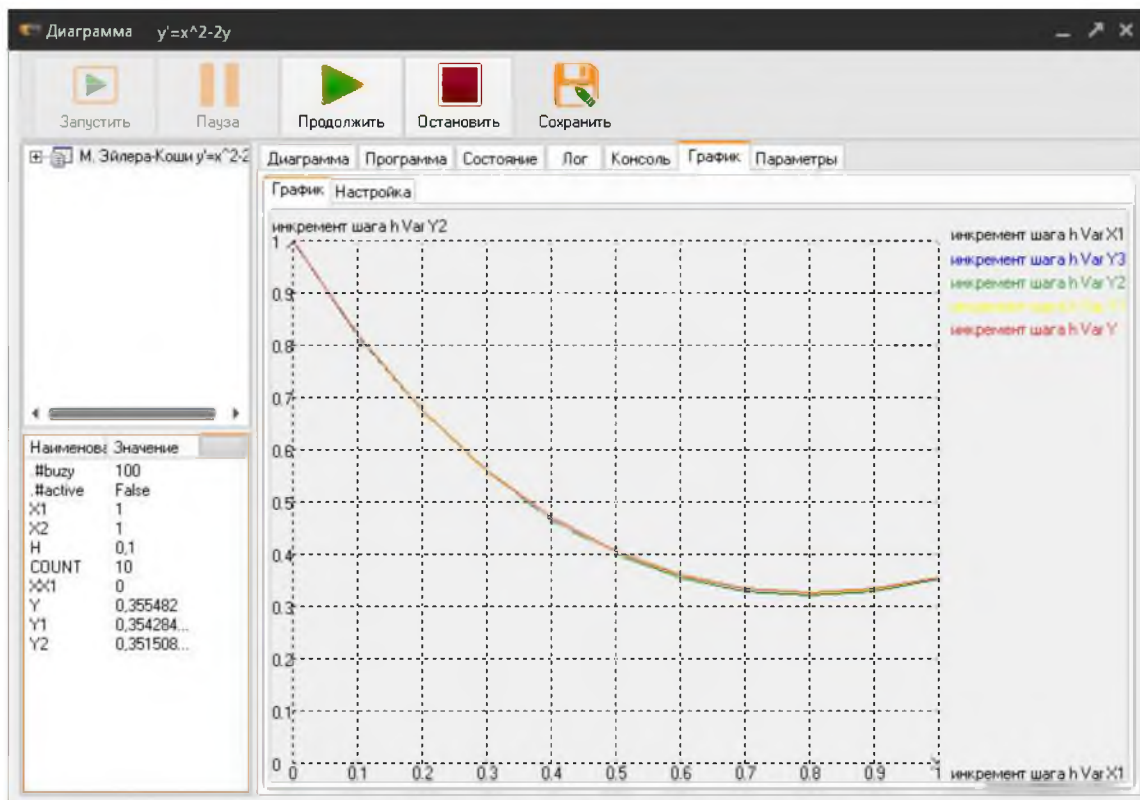 Диаграмма y'=x^2-2y
Запустить Пауза Продолжить Остановить Сохранить
М. Эйлера-Коши y'=x^2-2
Диаграмма Программа Состояние Лог Консоль График Параметры
График Настройка
инкремент шага h Var Y2
инкремент шага h Var X1
инкремент шага h Var Y3
инкремент шага h Var Y2
инкремент шага h Var Y
1
0.9
0.8
0.7
0.6
0.5
0.4
0.3
0.2
0.1
0
0 0.1 0.2 0.3 0.4 0.5 0.6 0.7 0.8 0.9 1
инкремент шага h Var X1
Наименова Значение
.#buzy 100
.#active False
X1 1
X2 1
H 0,1
COUNT 10
XX1 0
Y 0,355482
Y1 0,354284...
Y2 0,351508...